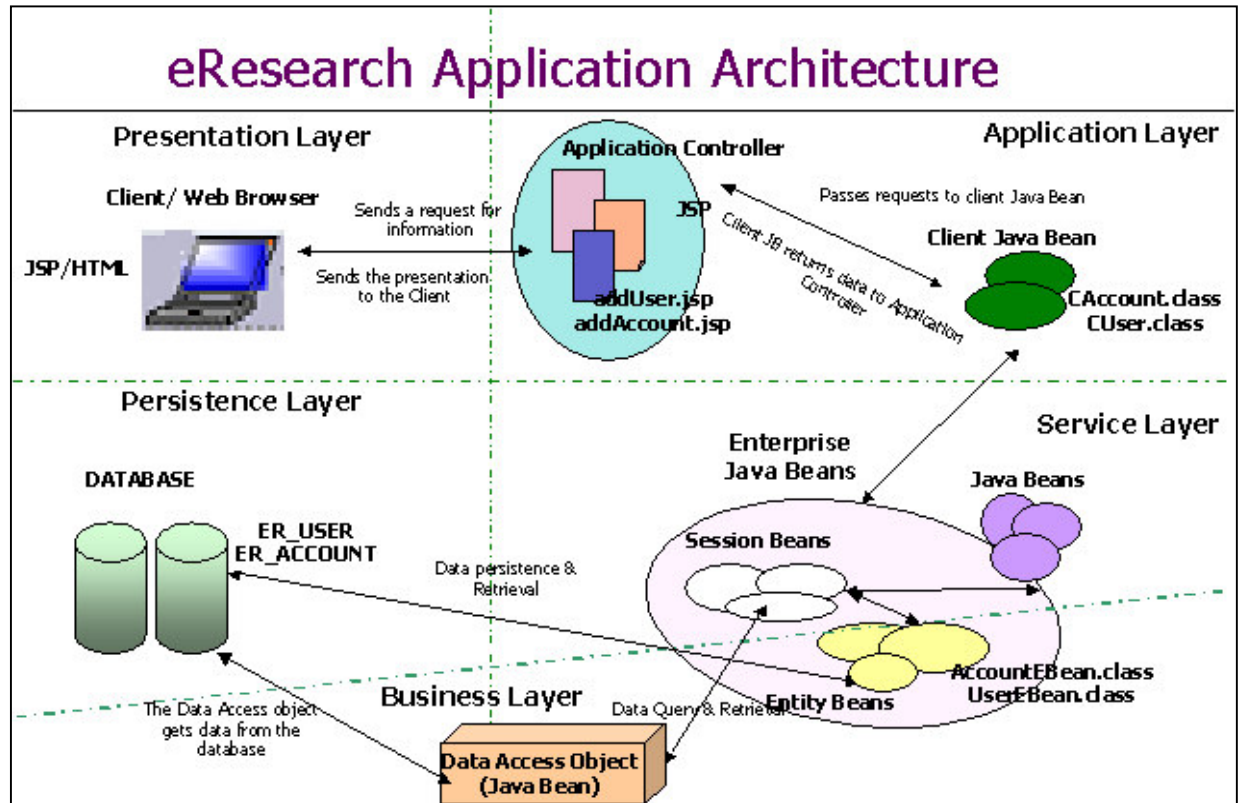 eResearch Application Architecture
Presentation Layer
Client/ Web Browser
JSP/HTML
Sends a request for
information
Sends the presentation
to the Client
Application Controller
JSP
addUser.jsp
addAccount.jsp
Application Layer
Passes requests to client Java Bean
Client JB returns data to Application
Controller
Client Java Bean
CAccount.class
CUser.class
Persistence Layer
DATABASE
ER_USER
ER_ACCOUNT
Data persistence &
Retrieval
Service Layer
Enterprise
Java Beans
Java Beans
Session Beans
AccountEBean.class
UserEBean.class
Entity Beans
Business Layer
The Data Access object
gets data from the
database
Data Query & Retrieval
Data Access Object
(Java Bean)